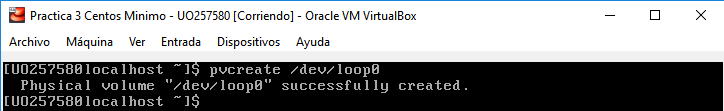 Practica 3 Centos Minimo - UO257580 [Corriendo] - Oracle VM VirtualBox
Archivo Máquina Ver Entrada Dispositivos Ayuda
[UO257580localhost ~]$ pvcreate /dev/loop0
Physical volume "/dev/loop0" successfully created.
[UO257580localhost ~]$